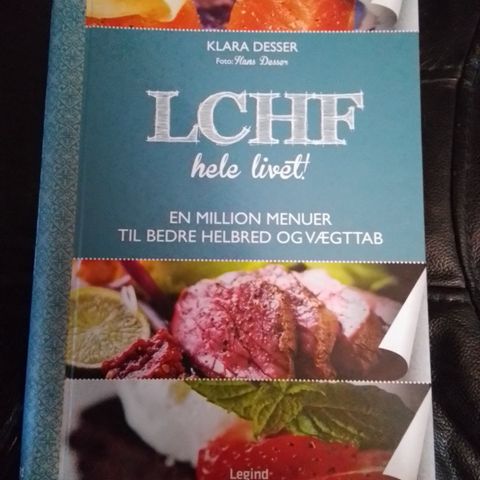 KLARA DESSER
Foto: Hans Desser
LCHF
hele livet!
EN MILLION MENUER
TIL BEDRE HELBRED OG VÆGTTAB
Legind